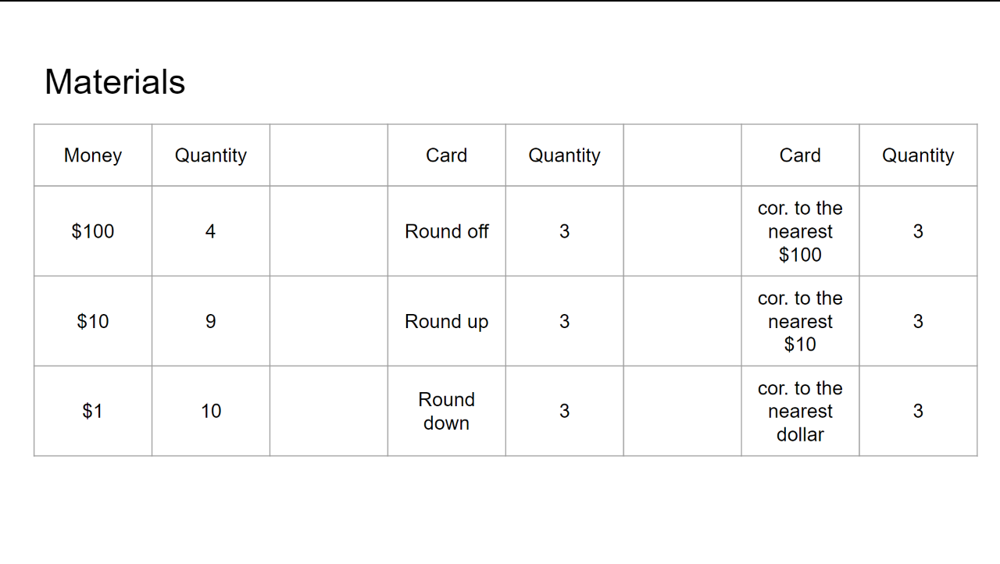 Materials
Money Quantity Card Quantity Card Quantity
$100 4 Round off 3 cor. to the nearest $100 3
$10 9 Round up 3 cor. to the nearest $10 3
$1 10 Round down 3 cor. to the nearest dollar 3